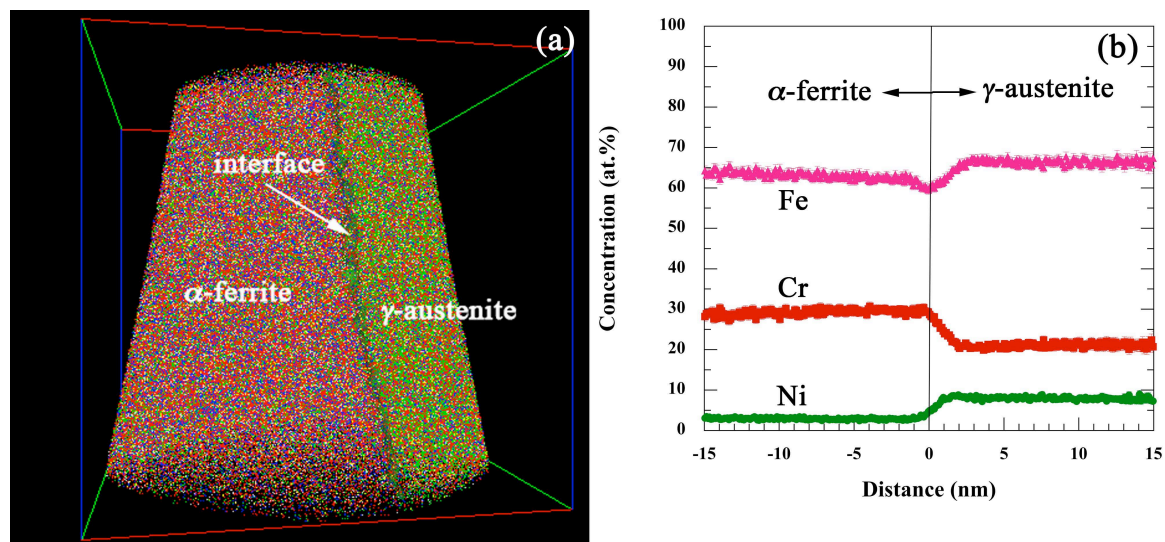 (a)
interface
α-ferrite
γ-austenite
(b)
100
90
80
70
60
50
40
30
20
10
0
Concentration (at.%)
α-ferrite
γ-austenite
Fe
Cr
Ni
-15
-10
-5
0
5
10
15
Distance (nm)